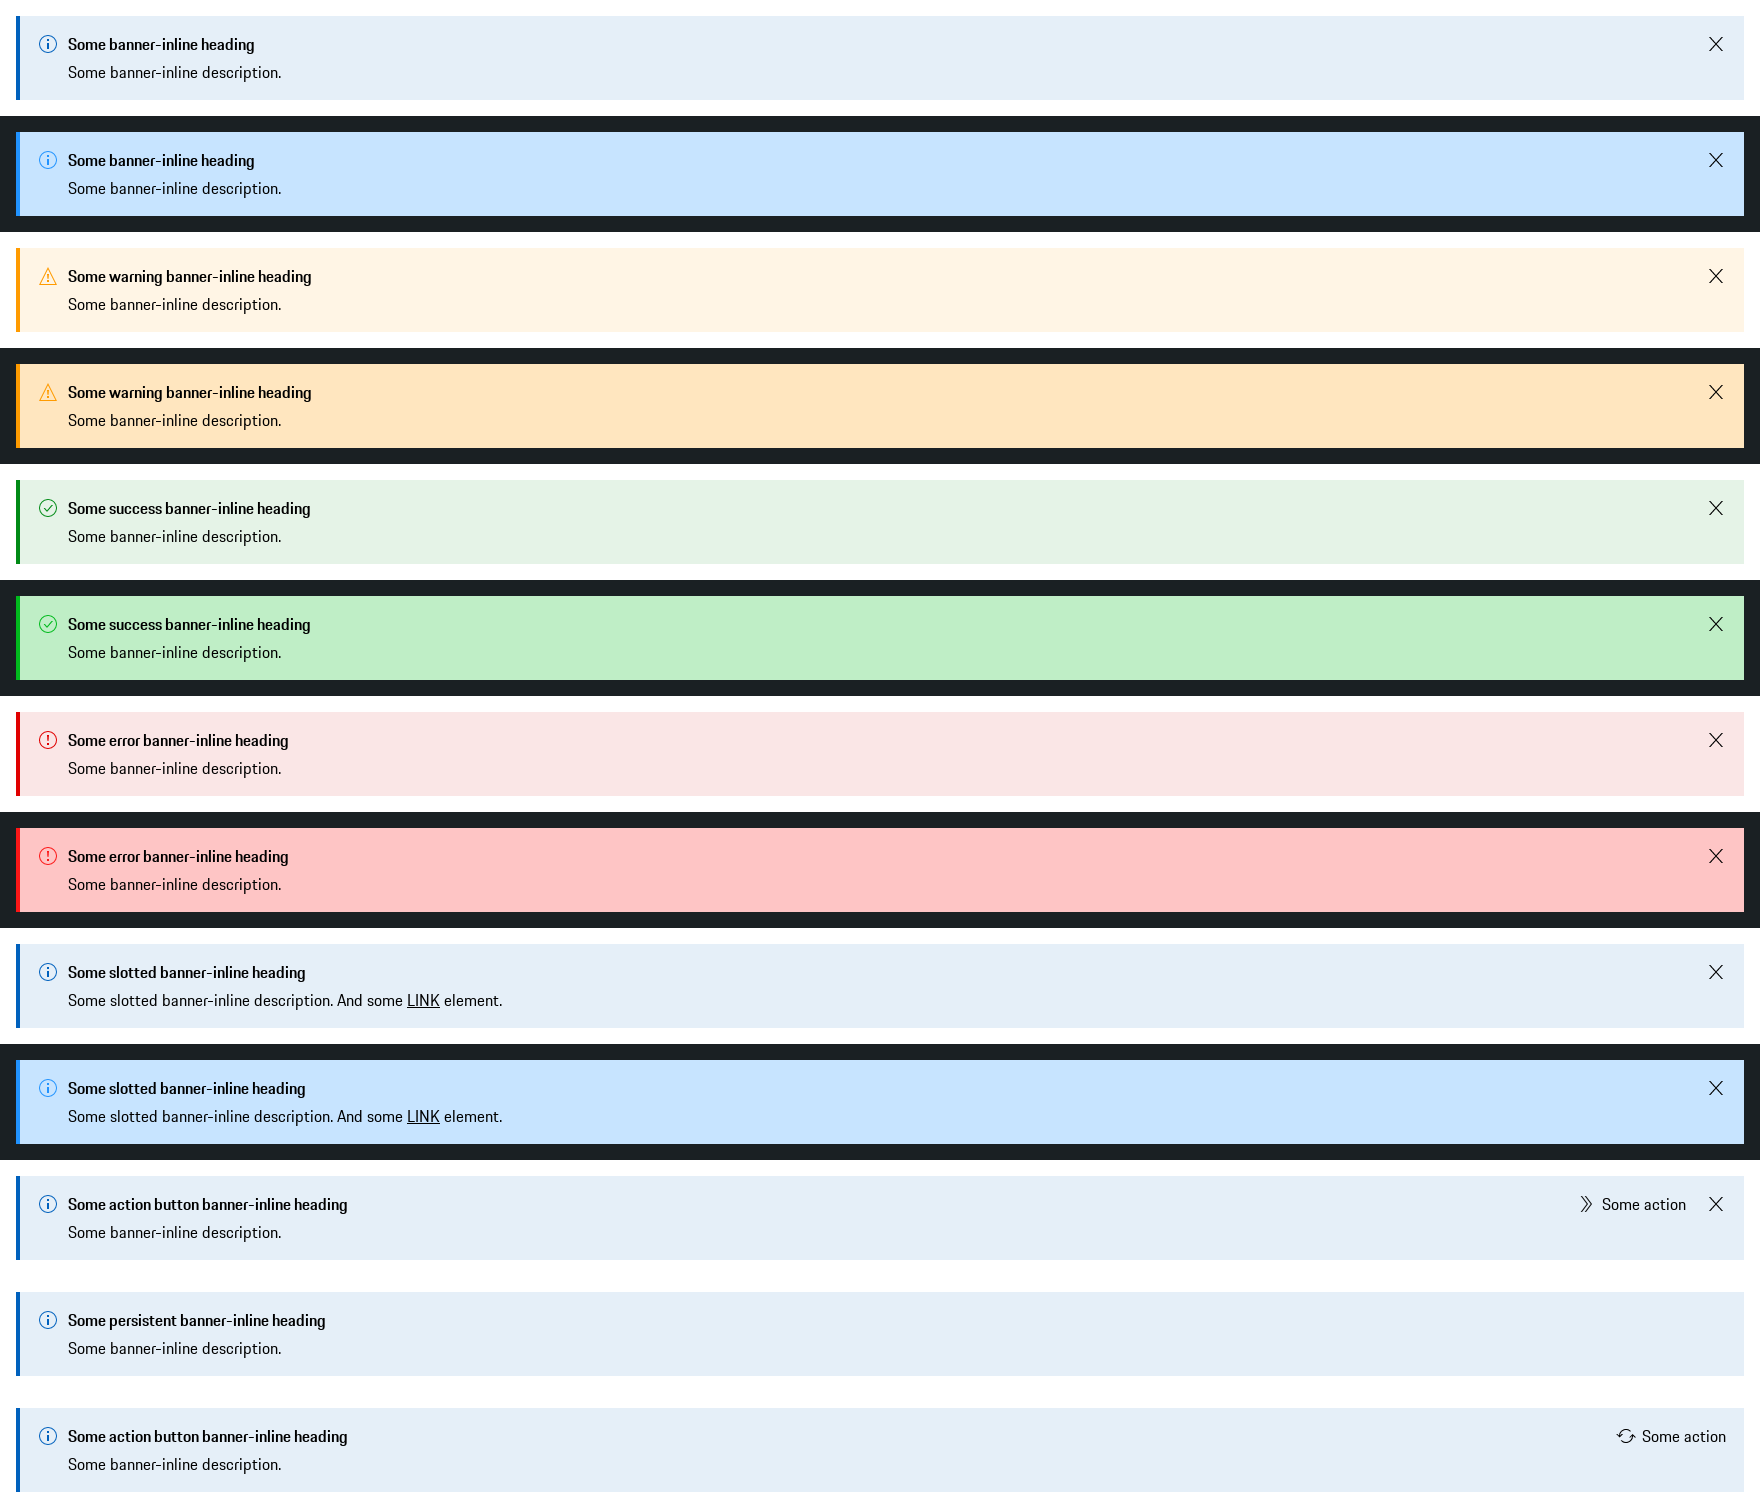 Some banner-inline heading
Some banner-inline description.
Some banner-inline heading
Some banner-inline description.
Some warning banner-inline heading
Some banner-inline description.
Some warning banner-inline heading
Some banner-inline description.
Some success banner-inline heading
Some banner-inline description.
Some success banner-inline heading
Some banner-inline description.
Some error banner-inline heading
Some banner-inline description.
Some error banner-inline heading
Some banner-inline description.
Some slotted banner-inline heading
Some slotted banner-inline description. And some LINK element.
Some slotted banner-inline heading
Some slotted banner-inline description. And some LINK element.
Some action button banner-inline heading
Some action
Some banner-inline description.
Some persistent banner-inline heading
Some banner-inline description.
Some action button banner-inline heading
Some action
Some banner-inline description.